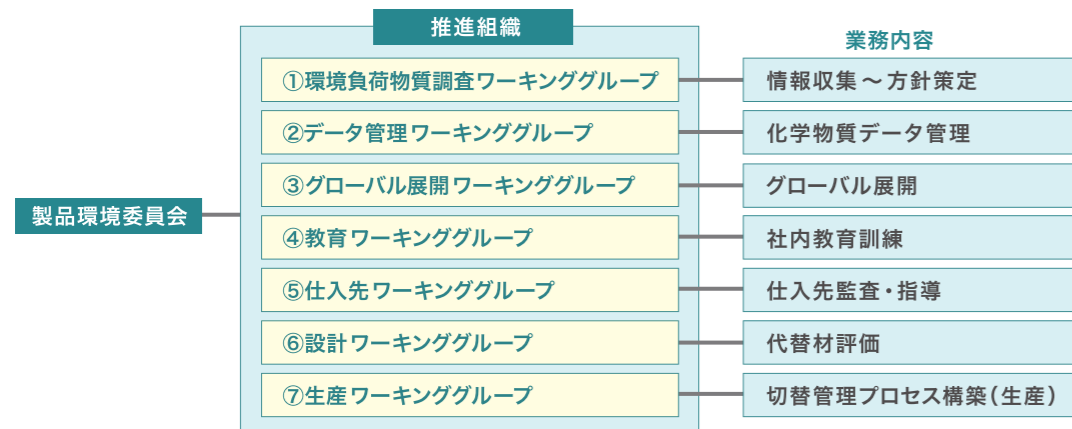 推進組織
業務内容
①環境負荷物質調査ワーキンググループ
情報収集～方針策定
②データ管理ワーキンググループ
化学物質データ管理
③グローバル展開ワーキンググループ
グローバル展開
製品環境委員会
④教育ワーキンググループ
社内教育訓練
⑤仕入先ワーキンググループ
仕入先監査・指導
⑥設計ワーキンググループ
代替材評価
⑦生産ワーキンググループ
切替管理プロセス構築(生産)